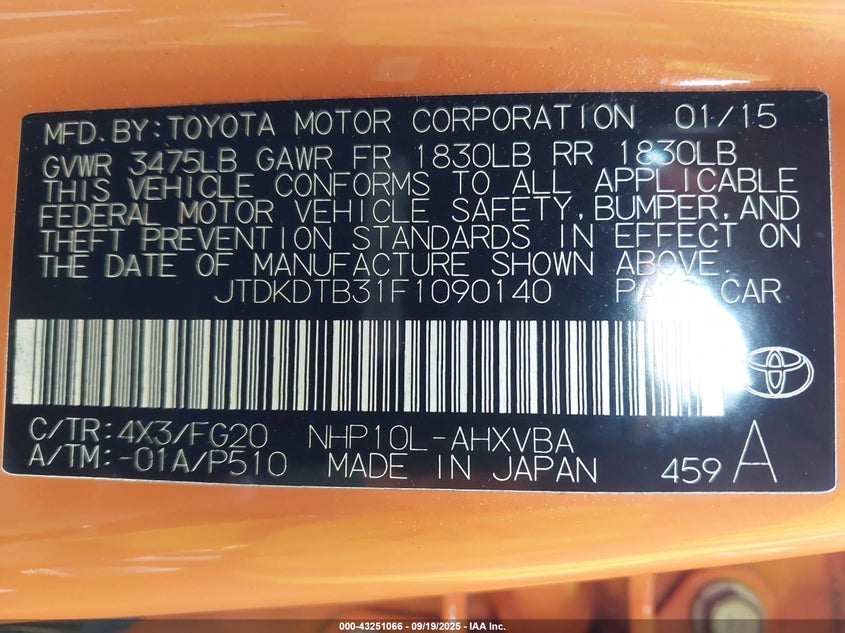 MFD. BY: TOYOTA MOTOR CORPORATION 01/15
GVWR 3475LB GAWR FR 1830LB RR 1830LB
THIS VEHICLE CONFORMS TO ALL APPLICABLE
FEDERAL MOTOR VEHICLE SAFETY, BUMPER, AND
THEFT PREVENTION STANDARDS IN EFFECT ON
THE DATE OF MANUFACTURE SHOWN ABOVE.
JTDKDTB31F1090140 PASS CAR
C/TR: 4X3/FG20 NHP10L-AHXVBA
A/TM: -01A/P510 MADE IN JAPAN 459 A
000-43251066 - 09/19/2025 - IAA Inc.